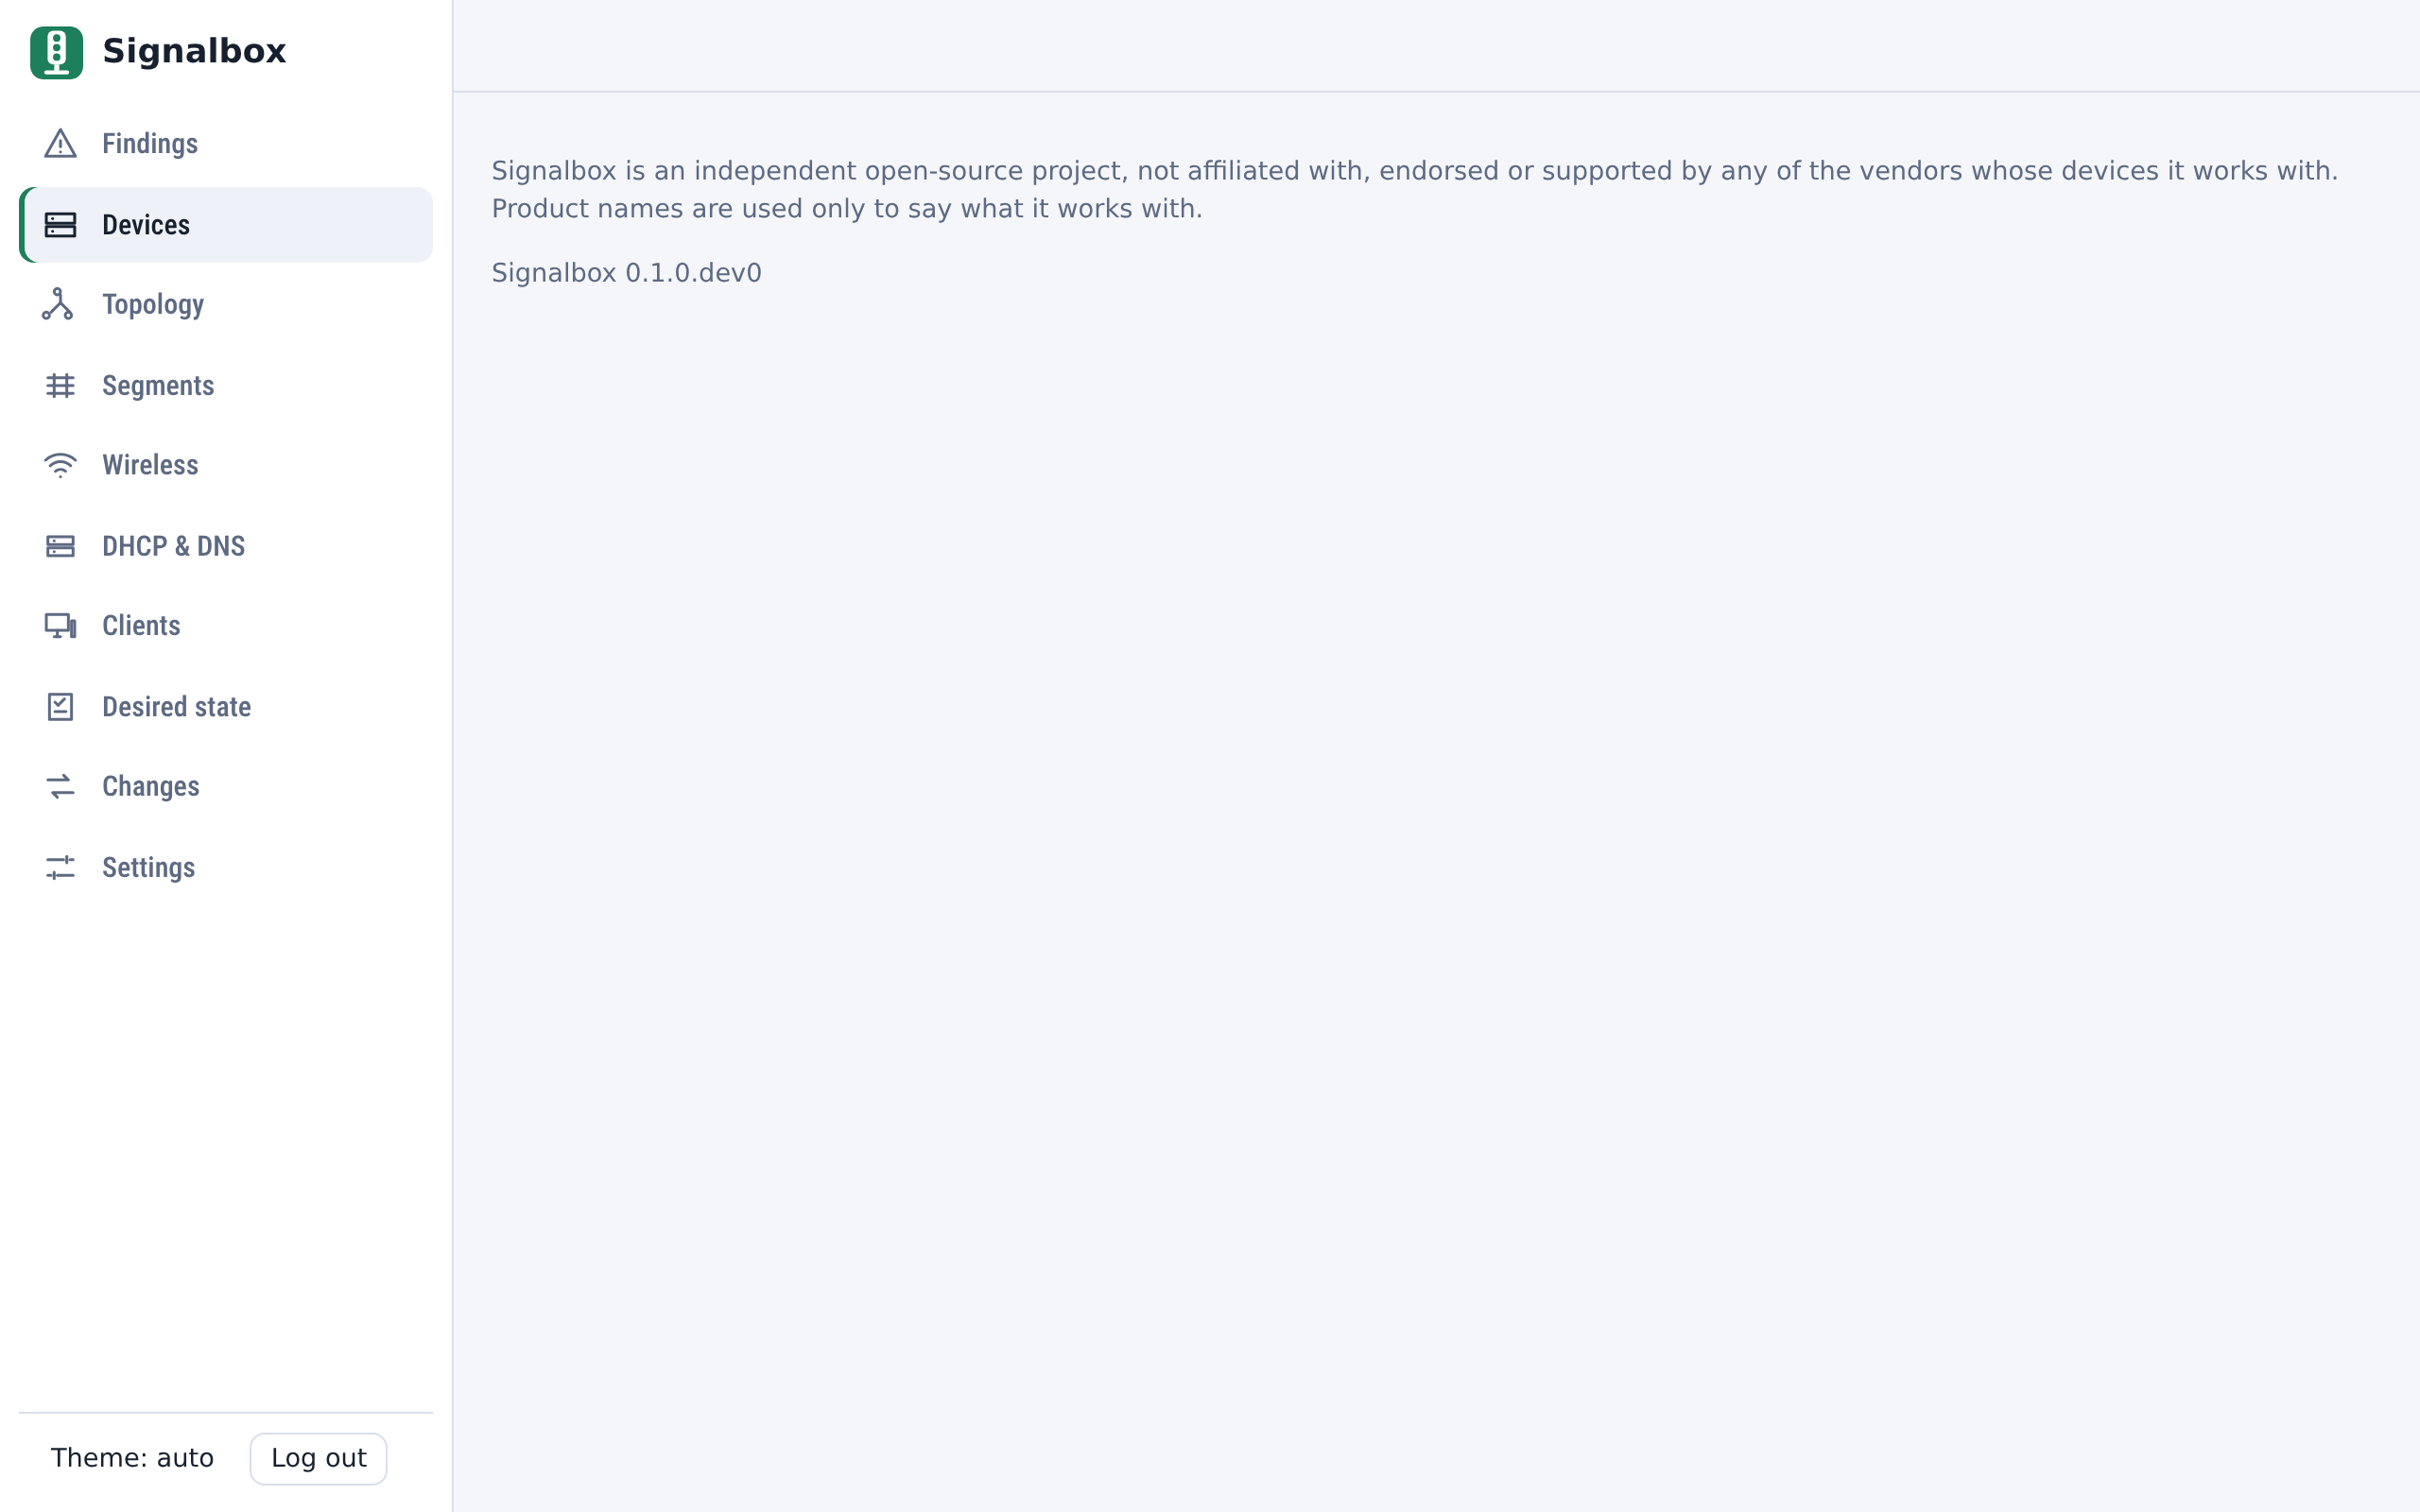 Signalbox
Findings
Devices
Topology
Segments
Wireless
DHCP & DNS
Clients
Desired state
Changes
Settings
Theme: auto
Log out
Signalbox is an independent open-source project, not affiliated with, endorsed or supported by any of the vendors whose devices it works with.
Product names are used only to say what it works with.
Signalbox 0.1.0.dev0